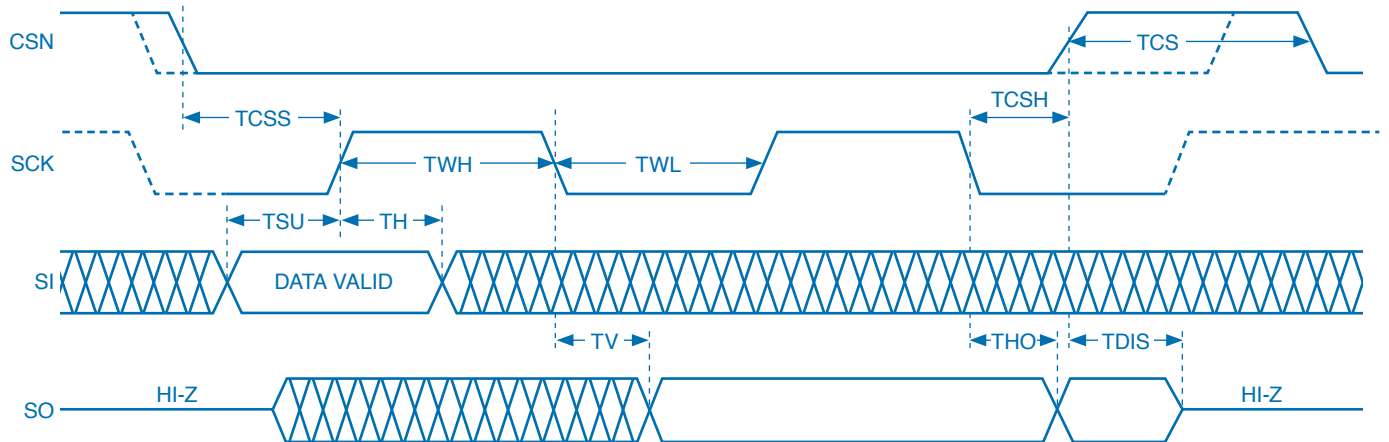 CSN
TCS
TCSS
TCSH
SCK
TWH
TWL
TSU
TH
SI
DATA VALID
TV
THO
TDIS
SO
HI-Z
HI-Z